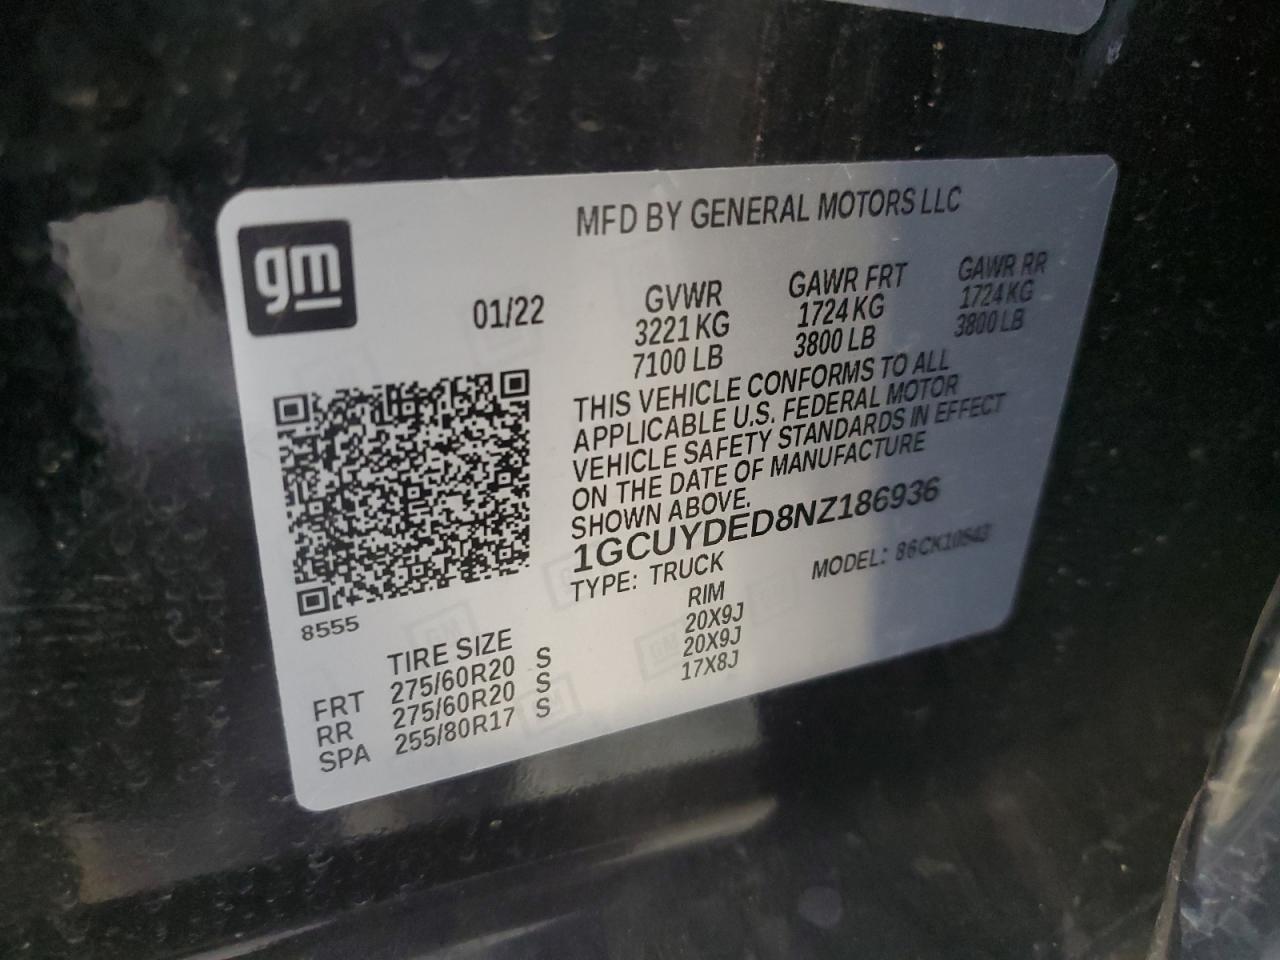 gm
MFD BY GENERAL MOTORS LLC
01/22
GVWR GAWR FRT GAWR RR
3221 KG 1724 KG 1724 KG
7100 LB 3800 LB 3800 LB
THIS VEHICLE CONFORMS TO ALL
APPLICABLE U.S. FEDERAL MOTOR
VEHICLE SAFETY STANDARDS IN EFFECT
ON THE DATE OF MANUFACTURE
SHOWN ABOVE.
1GCUYDED8NZ186936
TYPE: TRUCK MODEL: 86CK10543
8555
TIRE SIZE RIM
FRT 275/60R20 S 20X9J
RR 275/60R20 S 20X9J
SPA 255/80R17 S 17X8J